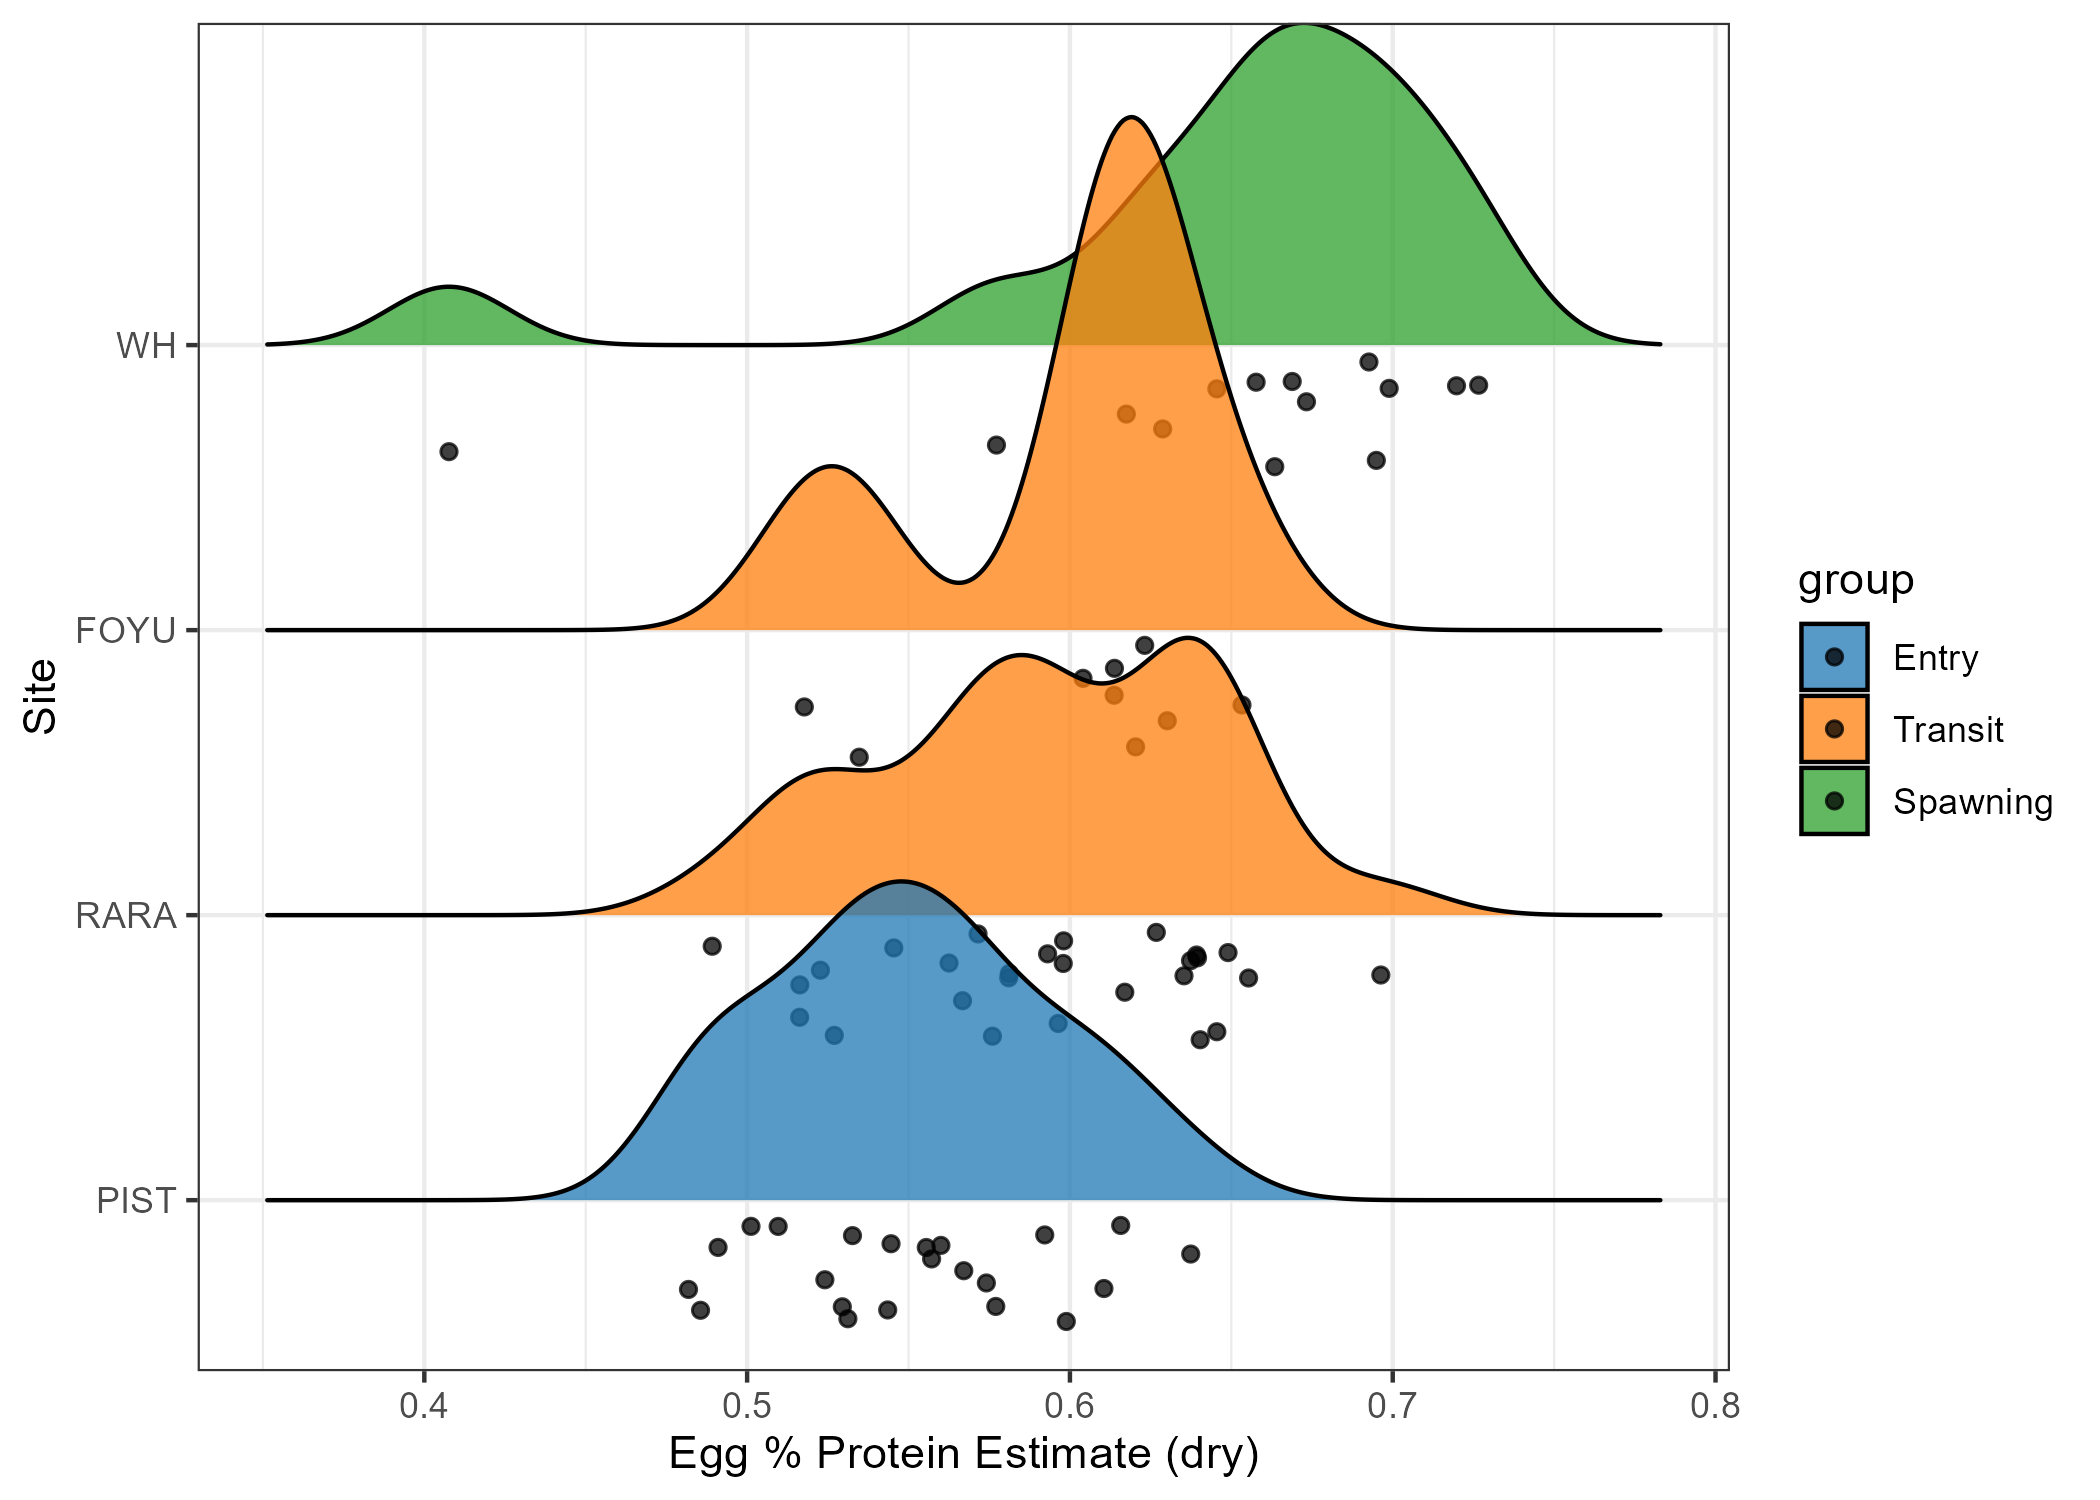 WH
FOYU
RARA
PIST
Site
0.4 0.5 0.6 0.7 0.8
Egg % Protein Estimate (dry)
group
Entry
Transit
Spawning